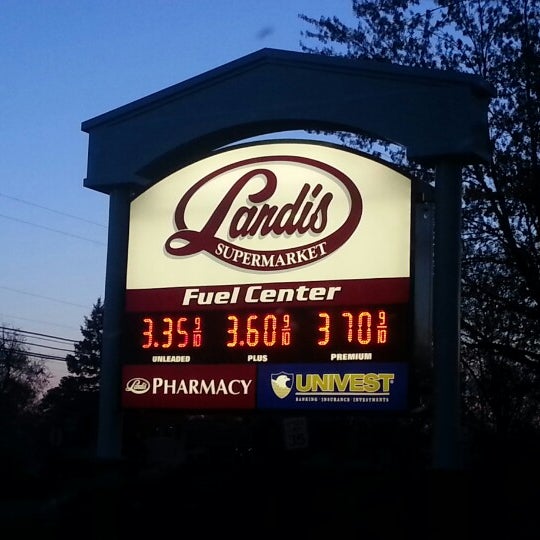 Landis
SUPERMARKET
Fuel Center
3.35 9/10 3.60 9/10 3 70 9/10
UNLEADED PLUS PREMIUM
Landis PHARMACY
UNIVEST
BANKING INSURANCE INVESTMENTS